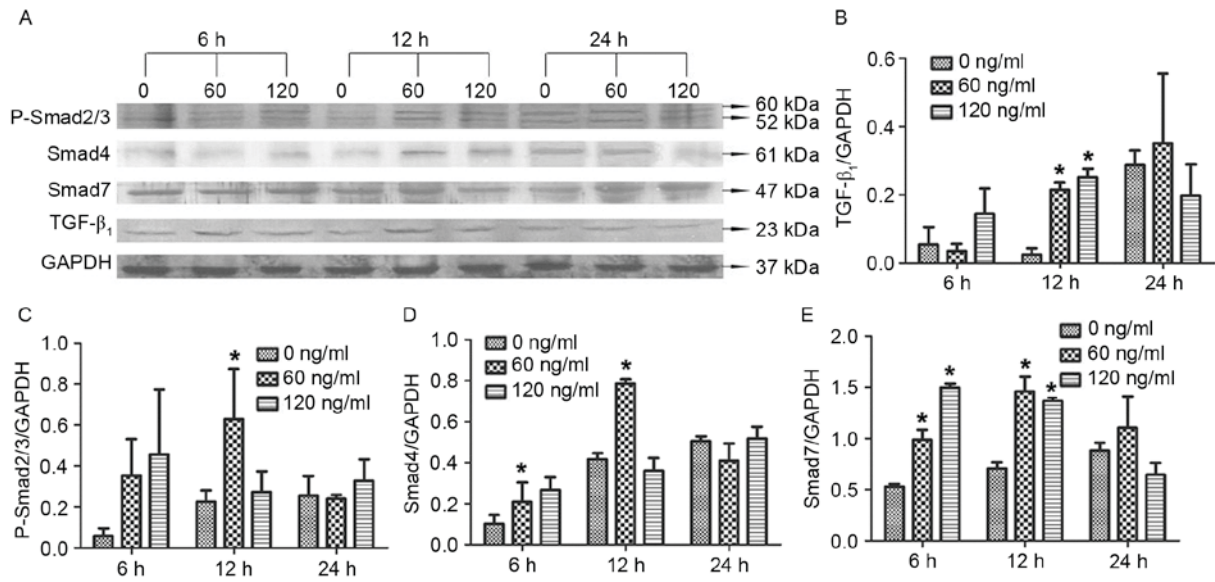 A
6 h
12 h
24 h
0
60
120
0
60
120
0
60
120
P-Smad2/3
60 kDa
52 kDa
Smad4
61 kDa
Smad7
47 kDa
TGF-β₁
23 kDa
GAPDH
37 kDa
B
TGF-β₁/GAPDH
0.6
0.4
0.2
0.0
0 ng/ml
60 ng/ml
120 ng/ml
*
*
6 h
12 h
24 h
C
P-Smad2/3/GAPDH
1.0
0.8
0.6
0.4
0.2
0.0
*
0 ng/ml
60 ng/ml
120 ng/ml
6 h
12 h
24 h
D
Smad4/GAPDH
1.0
0.8
0.6
0.4
0.2
0.0
0 ng/ml
60 ng/ml
120 ng/ml
*
*
6 h
12 h
24 h
E
Smad7/GAPDH
2.0
1.5
1.0
0.5
0.0
0 ng/ml
60 ng/ml
120 ng/ml
*
*
*
*
6 h
12 h
24 h